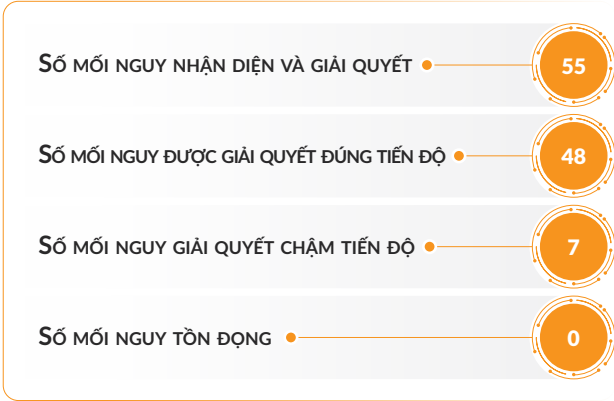 SỐ MỐI NGUY NHẬN DIỆN VÀ GIẢI QUYẾT 55
SỐ MỐI NGUY ĐƯỢC GIẢI QUYẾT ĐÚNG TIẾN ĐỘ 48
SỐ MỐI NGUY GIẢI QUYẾT CHẬM TIẾN ĐỘ 7
SỐ MỐI NGUY TỒN ĐỌNG 0